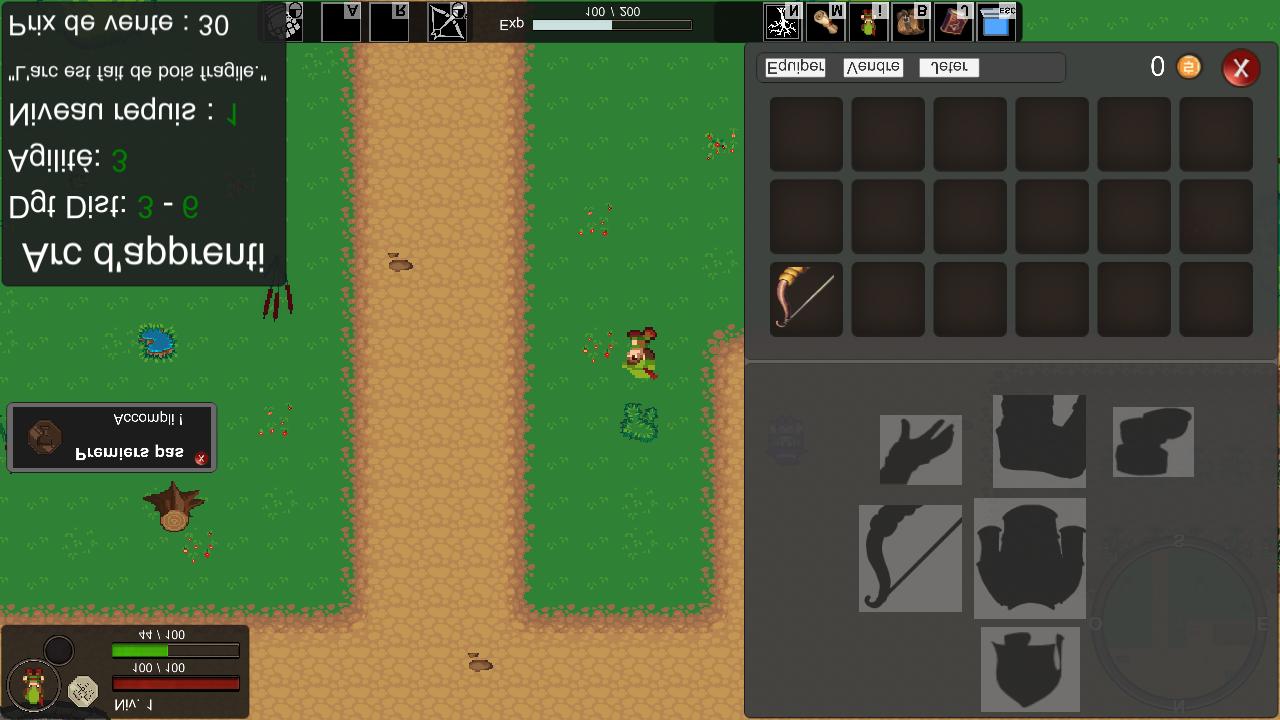 Niv. 1
100 / 100
44 / 100
N
O
E
S
Premiers pas
x
Accompli !
Arc d'apprenti
Dgt Dist: 3 - 6
Agilité: 3
Niveau requis : 1
"L'arc est fait de bois fragile."
Prix de vente : 30
Equiper
Vendre
Jeter
0
X
A
R
Exp
100 / 200
N
M
I
B
J
ESC